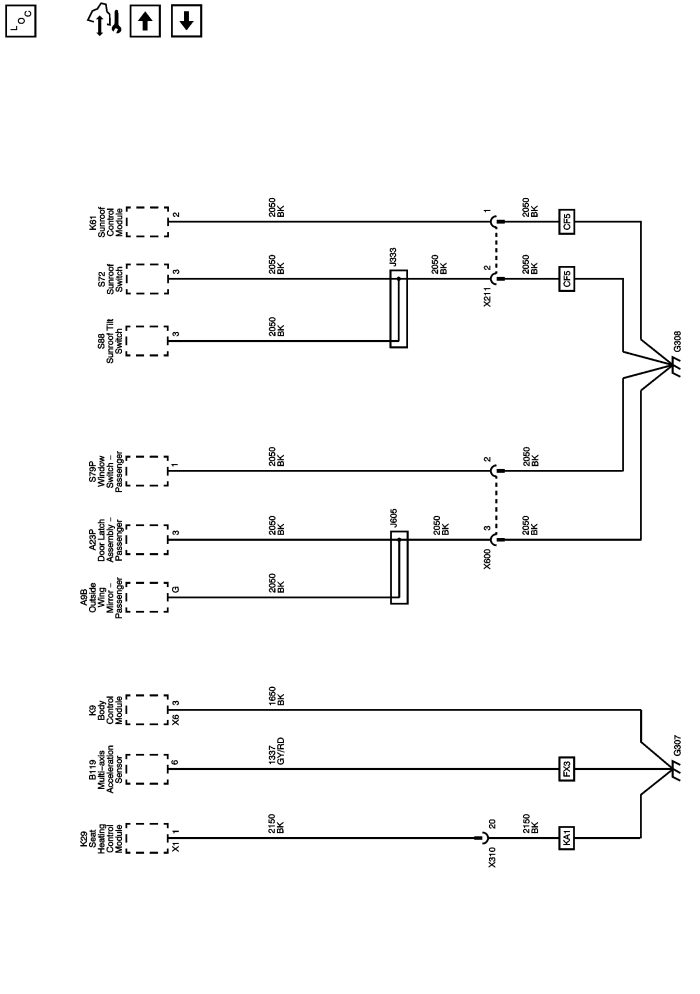 LOC
K61
Sunroof
Control
Module
2
2050
BK
1
2050
BK
CF5
S72
Sunroof
Switch
3
2050
BK
J333
2050
BK
2
X211
2050
BK
CF5
S88
Sunroof Tilt
Switch
3
2050
BK
G308
S79P
Window
Switch –
Passenger
1
2050
BK
2
2050
BK
A23P
Door Latch
Assembly –
Passenger
3
2050
BK
J605
2050
BK
3
X600
2050
BK
A9B
Outside
Wing
Mirror –
Passenger
G
2050
BK
K9
Body
Control
Module
3
X6
1650
BK
G307
B119
Multi–axis
Acceleration
Sensor
6
1337
GY/RD
FX3
K29
Seat
Heating
Control
Module
1
X1
2150
BK
20
X310
2150
BK
KA1